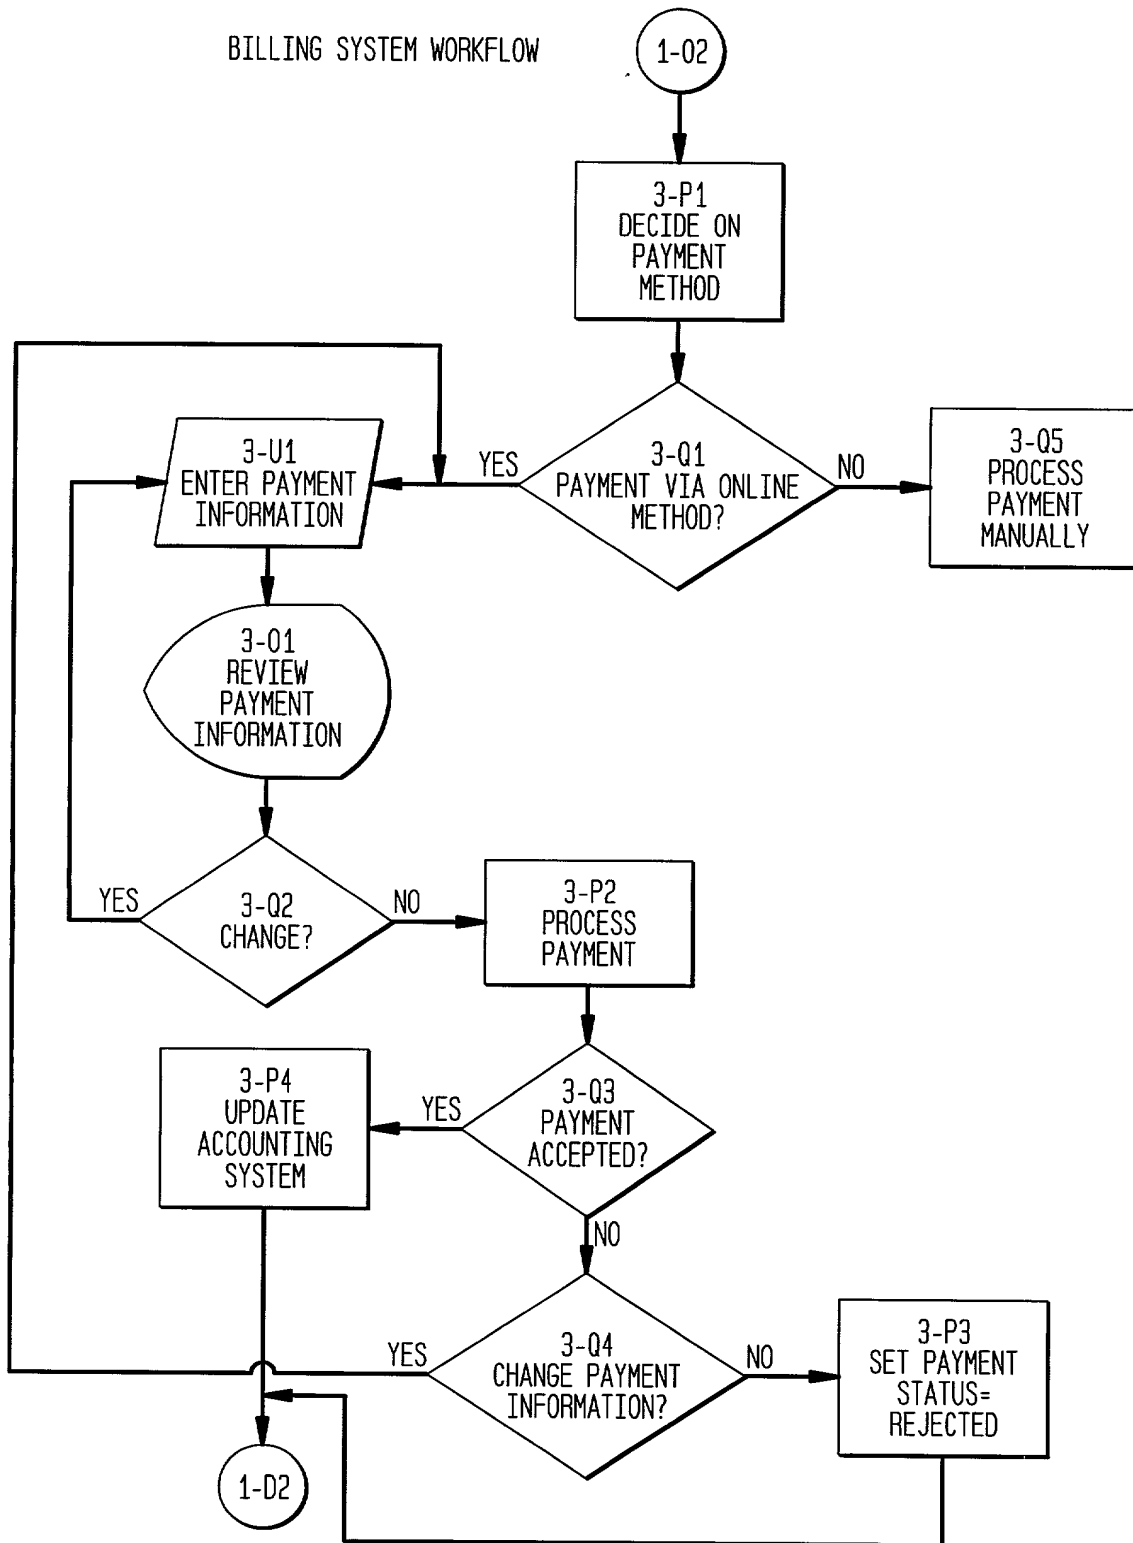 BILLING SYSTEM WORKFLOW
1-02
3-P1
DECIDE ON
PAYMENT
METHOD
3-U1
ENTER PAYMENT
INFORMATION
YES
3-Q1
PAYMENT VIA ONLINE
METHOD?
NO
3-Q5
PROCESS
PAYMENT
MANUALLY
3-01
REVIEW
PAYMENT
INFORMATION
YES
3-Q2
CHANGE?
NO
3-P2
PROCESS
PAYMENT
3-P4
UPDATE
ACCOUNTING
SYSTEM
YES
3-Q3
PAYMENT
ACCEPTED?
NO
YES
3-Q4
CHANGE PAYMENT
INFORMATION?
NO
3-P3
SET PAYMENT
STATUS=
REJECTED
1-D2